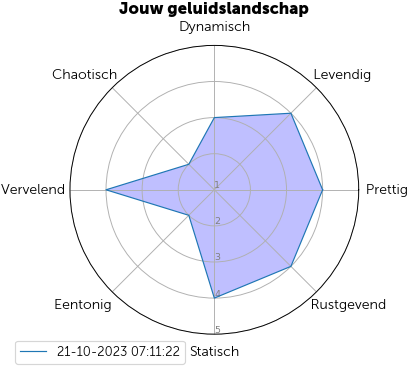 Jouw geluidslandschap
Dynamisch
Chaotisch
Levendig
Vervelend
1
Prettig
2
3
4
Eentonig
Rustgevend
5
21-10-2023 07:11:22
Statisch